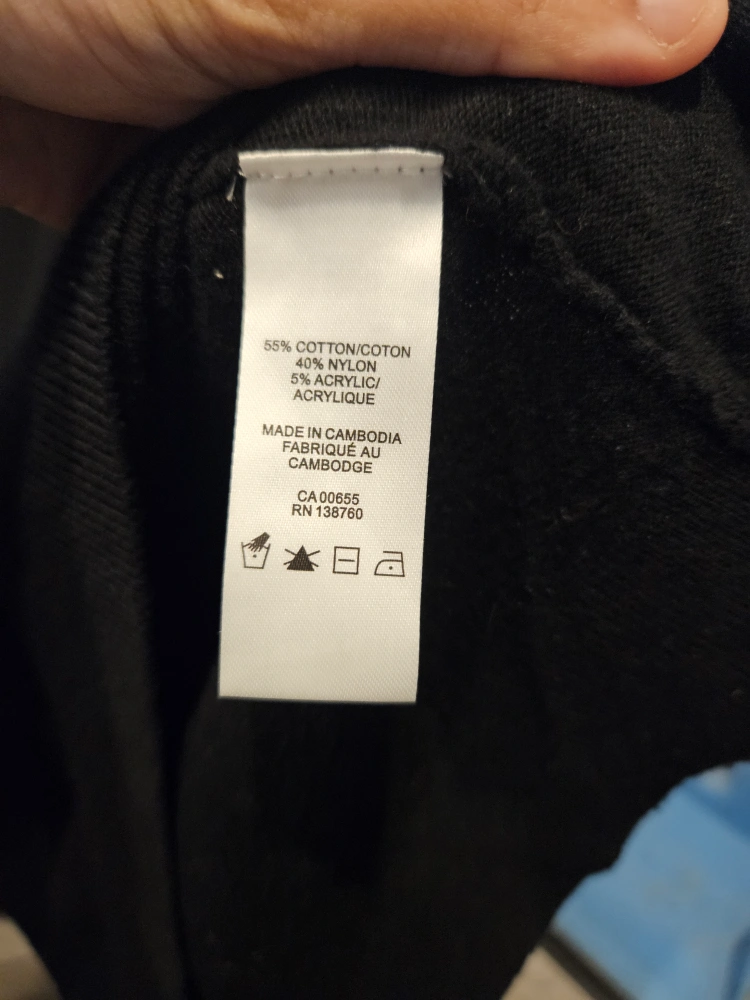 55% COTTON/COTON
40% NYLON
5% ACRYLIC/
ACRYLIQUE
MADE IN CAMBODIA
FABRIQUÉ AU
CAMBODGE
CA 00655
RN 138760